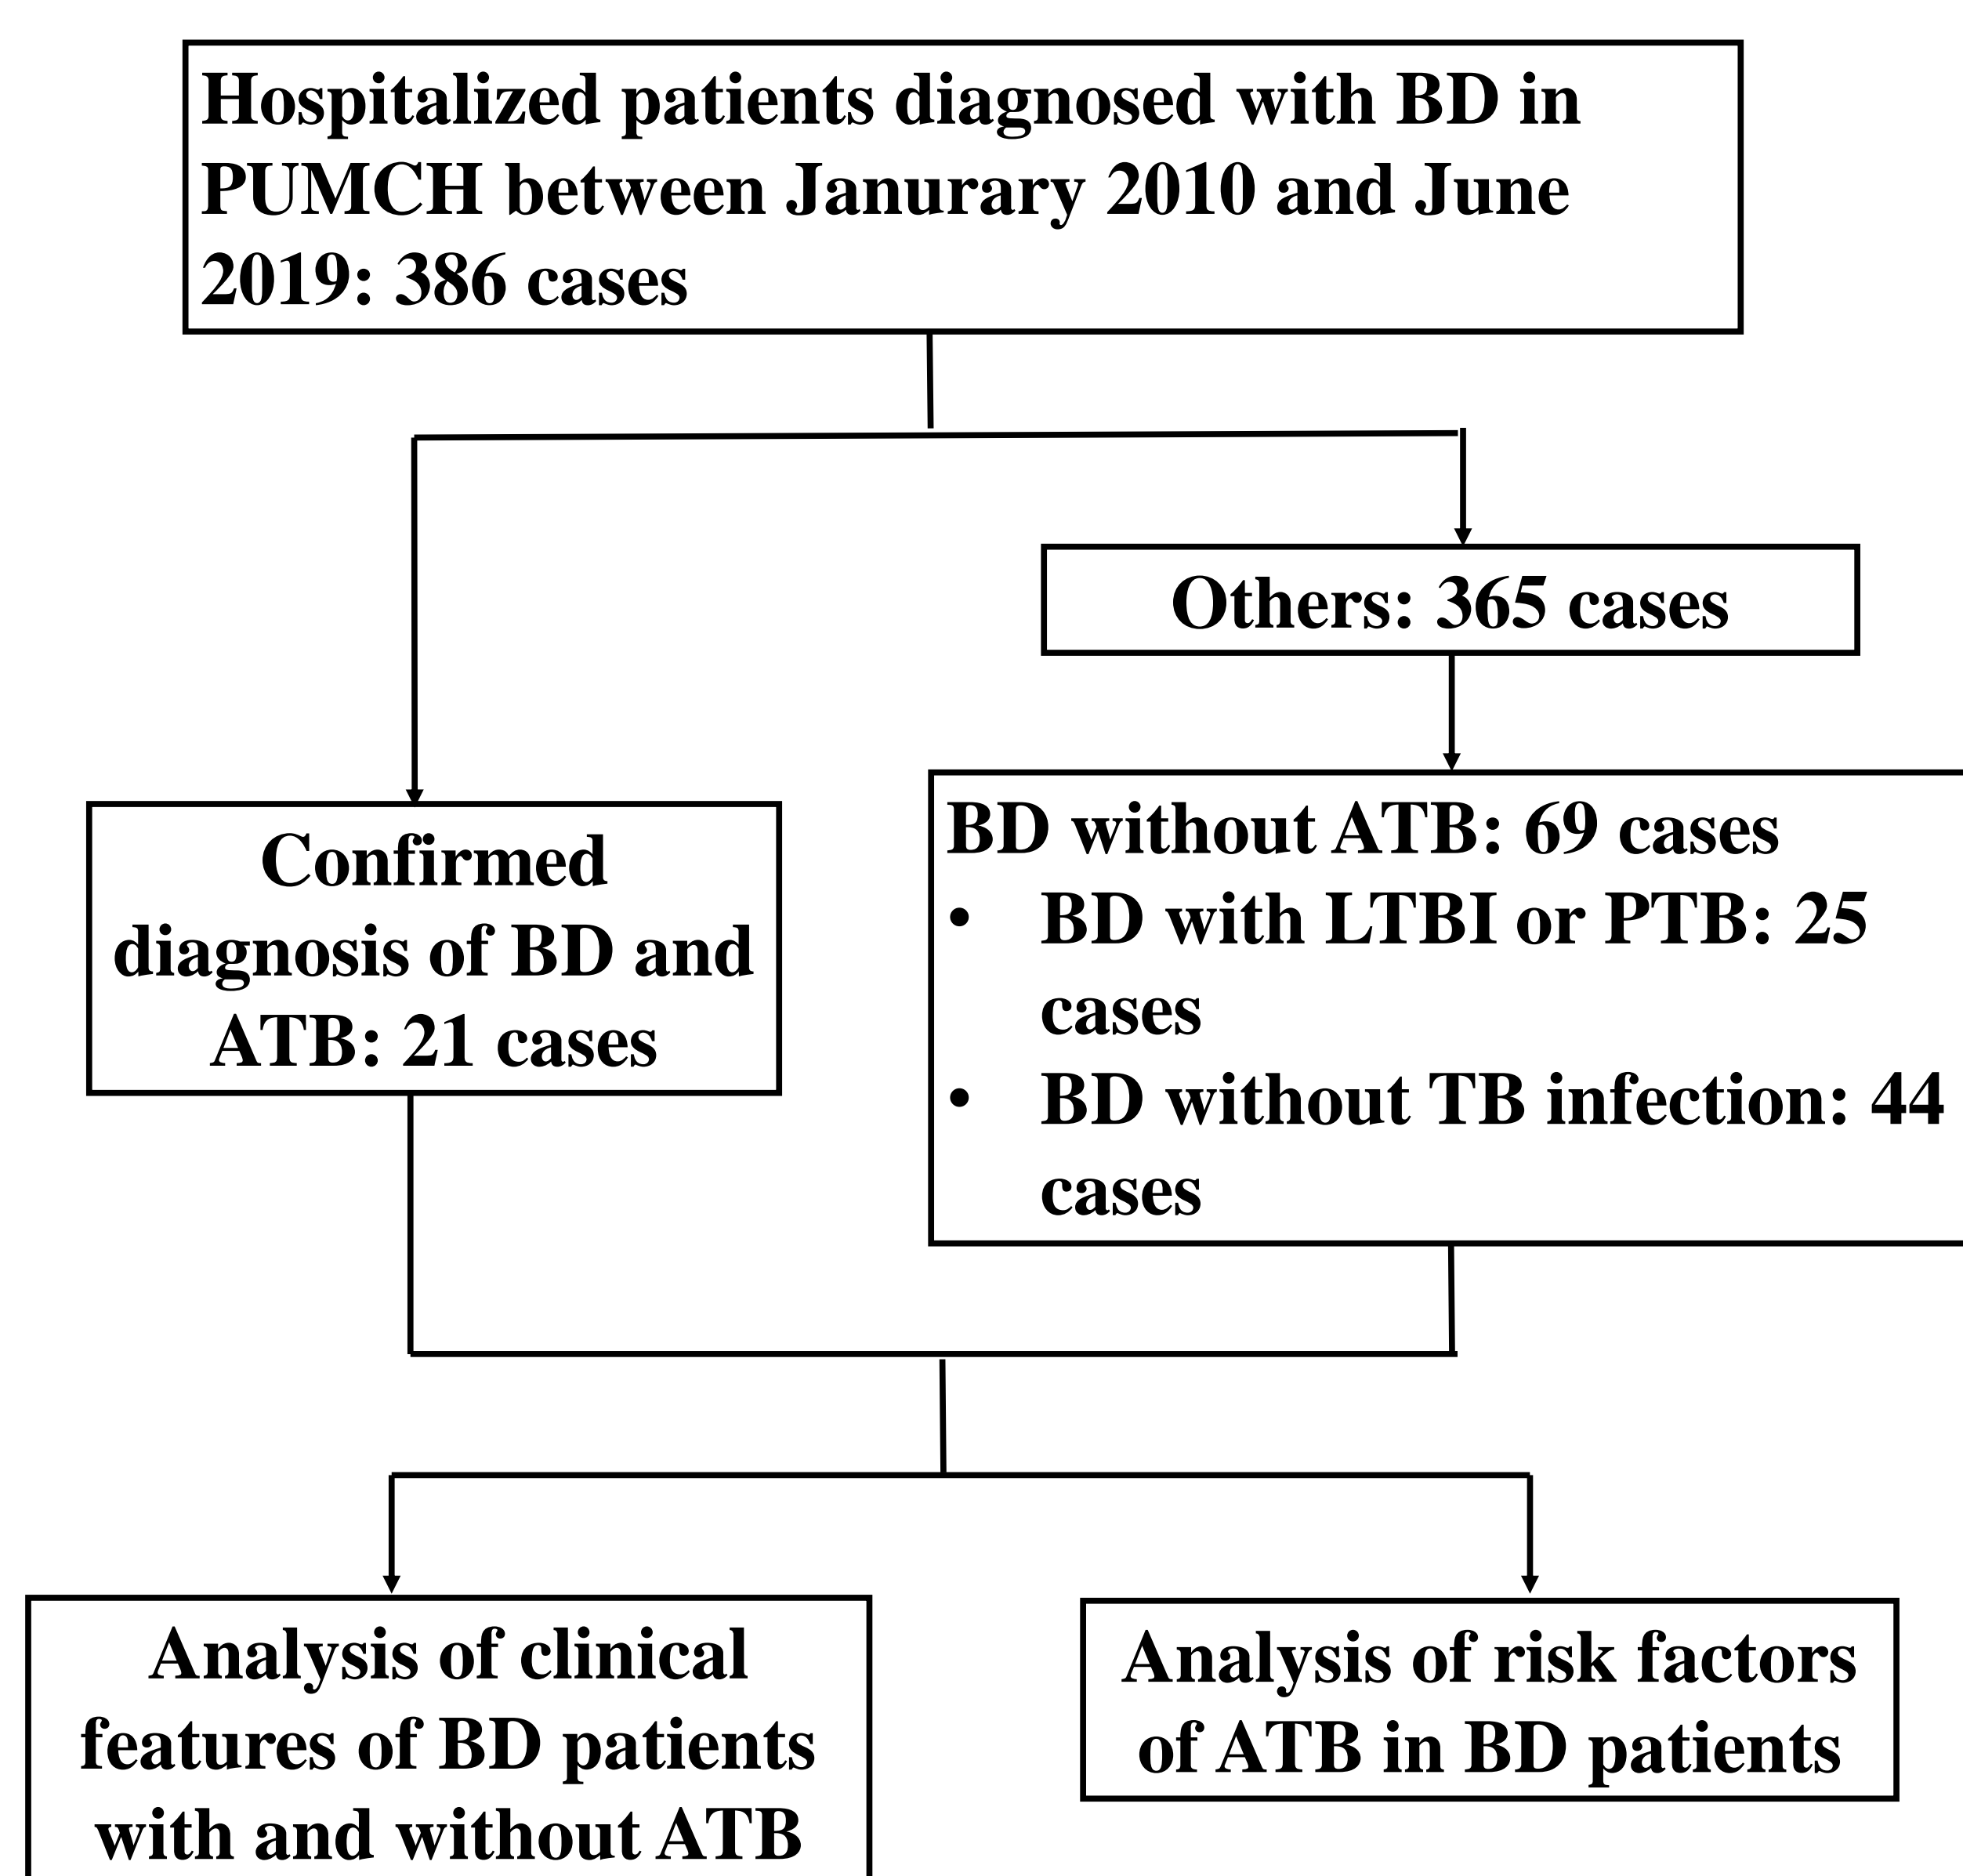 Hospitalized patients diagnosed with BD in
PUMCH between Janurary 2010 and June
2019: 386 cases
Others: 365 cases
Confirmed
diagnosis of BD and
ATB: 21 cases
BD without ATB: 69 cases
• BD with LTBI or PTB: 25
cases
• BD without TB infection: 44
cases
Analysis of clinical
features of BD patients
with and without ATB
Analysis of risk factors
of ATB in BD patients